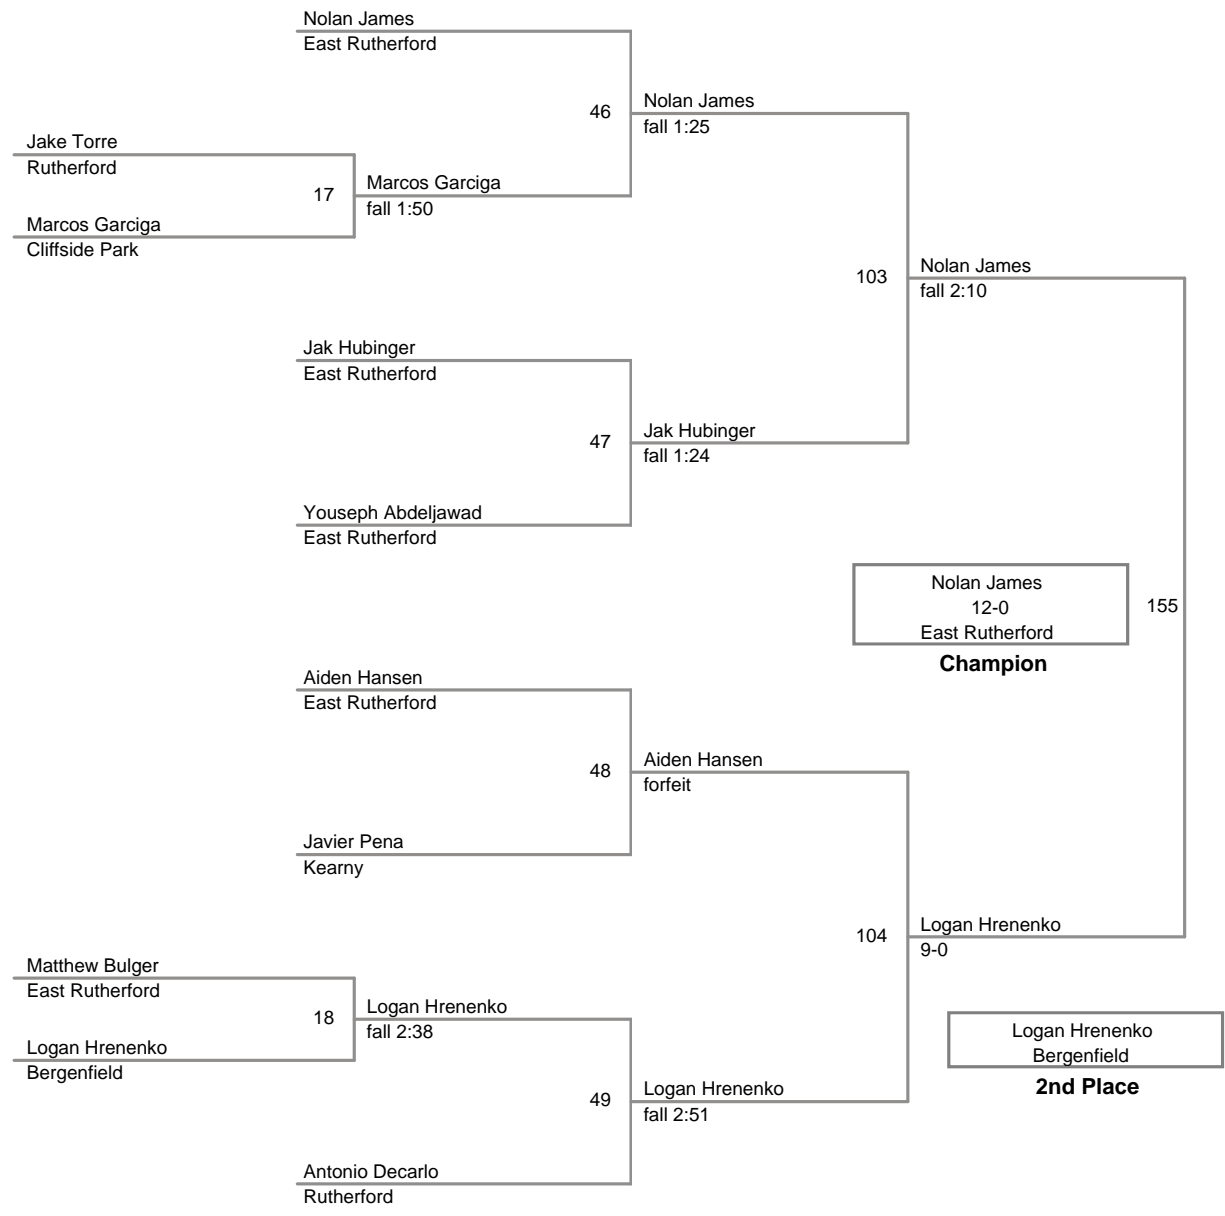 Nolan James
East Rutherford
46
Nolan James
fall 1:25
Jake Torre
Rutherford
17
Marcos Garciga
fall 1:50
Marcos Garciga
Cliffside Park
103
Nolan James
fall 2:10
Jak Hubinger
East Rutherford
47
Jak Hubinger
fall 1:24
Youseph Abdeljawad
East Rutherford
Nolan James
12-0
East Rutherford
Champion
155
Aiden Hansen
East Rutherford
48
Aiden Hansen
forfeit
Javier Pena
Kearny
104
Logan Hrenenko
9-0
Matthew Bulger
East Rutherford
18
Logan Hrenenko
fall 2:38
Logan Hrenenko
Bergenfield
Logan Hrenenko
Bergenfield
2nd Place
49
Logan Hrenenko
fall 2:51
Antonio Decarlo
Rutherford